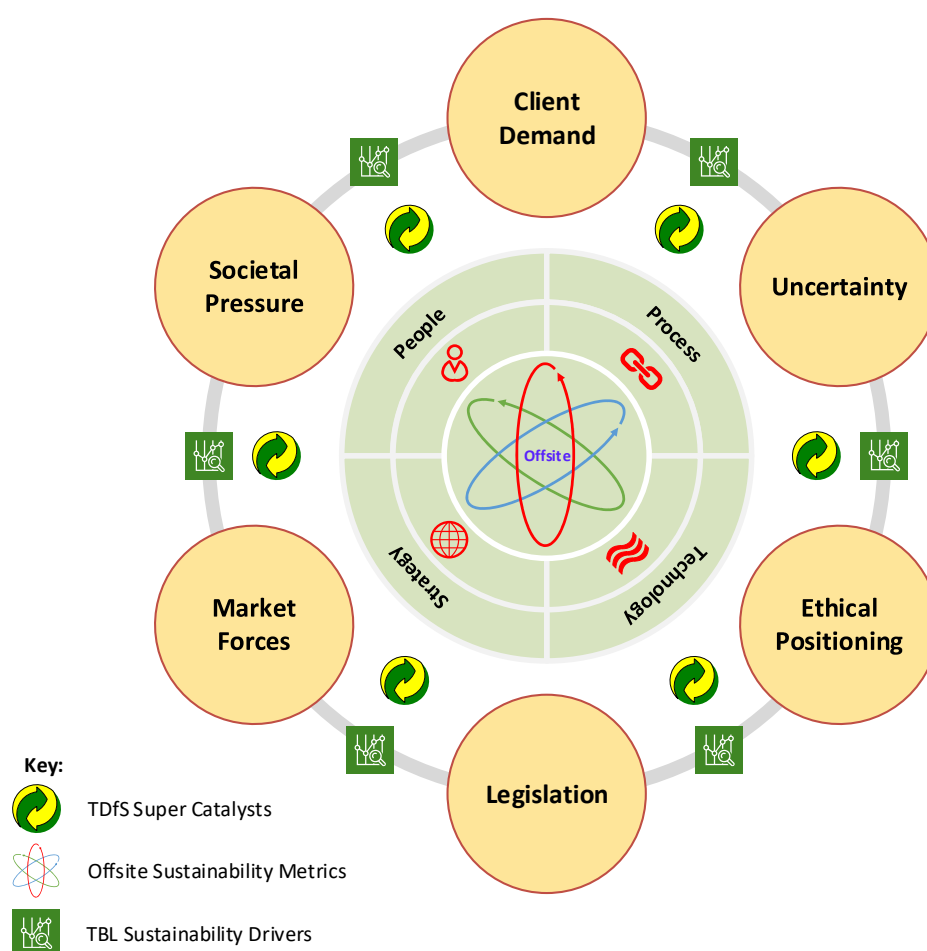 Client
Demand
Societal
Pressure
Uncertainty
People
Process
Offsite
Strategy
Technology
Market
Forces
Ethical
Positioning
Legislation
Key:
TDfS Super Catalysts
Offsite Sustainability Metrics
TBL Sustainability Drivers